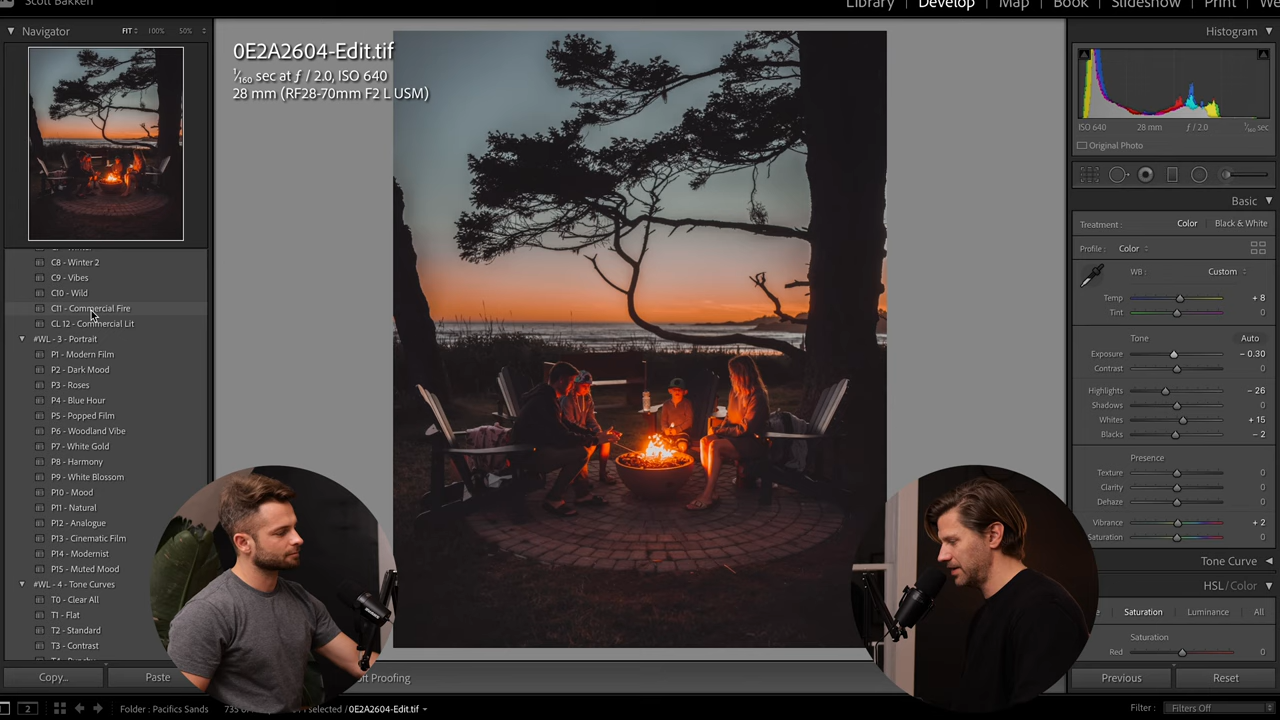 Scott Bakken
Library
Develop
Map
Book
Slideshow
Print
Navigator
FIT
100%
50%
0E2A2604-Edit.tif
1/160 sec at ƒ / 2.0, ISO 640
28 mm (RF28-70mm F2 L USM)
C8 - Winter 2
C9 - Vibes
C10 - Wild
C11 - Commercial Fire
CL 12 - Commercial Lit
#WL - 3 - Portrait
P1 - Modern Film
P2 - Dark Mood
P3 - Roses
P4 - Blue Hour
P5 - Popped Film
P6 - Woodland Vibe
P7 - White Gold
P8 - Harmony
P9 - White Blossom
P10 - Mood
P11 - Natural
P12 - Analogue
P13 - Cinematic Film
P14 - Modernist
P15 - Muted Mood
#WL - 4 - Tone Curves
T0 - Clear All
T1 - Flat
T2 - Standard
T3 - Contrast
Copy...
Paste
Proofing
2
Folder : Pacifics Sands
735 of
selected / 0E2A2604-Edit.tif
Histogram
ISO 640
28 mm
ƒ / 2.0
1/160 sec
Original Photo
Basic
Treatment :
Color
Black & White
Profile : Color
WB :
Custom
Temp + 8
Tint 0
Tone
Auto
Exposure − 0.30
Contrast 0
Highlights − 26
Shadows 0
Whites + 15
Blacks − 2
Presence
Texture 0
Clarity 0
Dehaze 0
Vibrance + 2
Saturation 0
Tone Curve
HSL/Color
Saturation
Luminance
All
Saturation
Red 0
Previous
Reset
Filter :
Filters Off